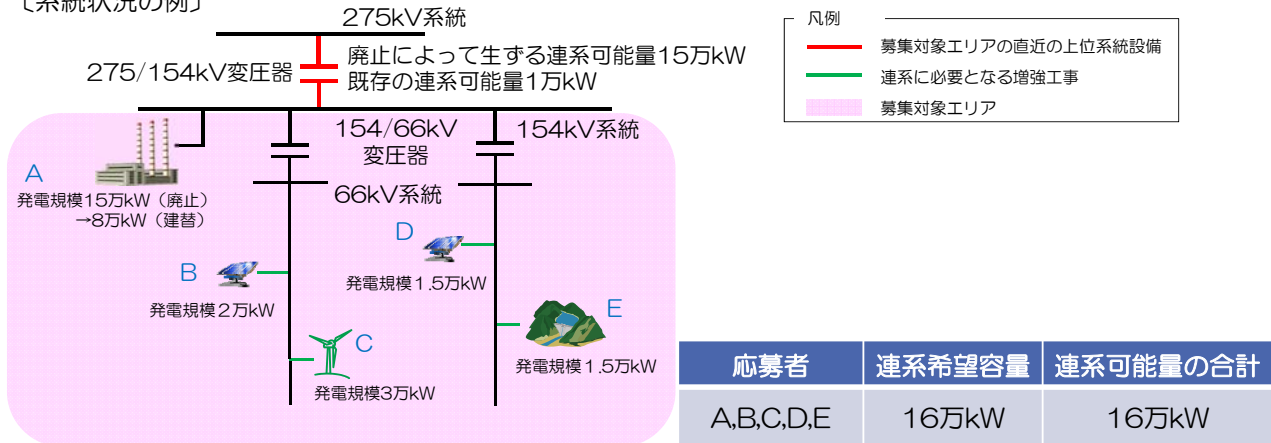 〔系統状況の例〕
275kV系統
廃止によって生ずる連系可能量15万kW
既存の連系可能量1万kW
275/154kV変圧器
凡例
募集対象エリアの直近の上位系統設備
連系に必要となる増強工事
募集対象エリア
154/66kV
変圧器
154kV系統
A
発電規模15万kW(廃止)
→8万kW(建替)
66kV系統
D
B
発電規模1.5万kW
発電規模2万kW
E
C
発電規模1.5万kW
発電規模3万kW
応募者 連系希望容量 連系可能量の合計
A,B,C,D,E 16万kW 16万kW